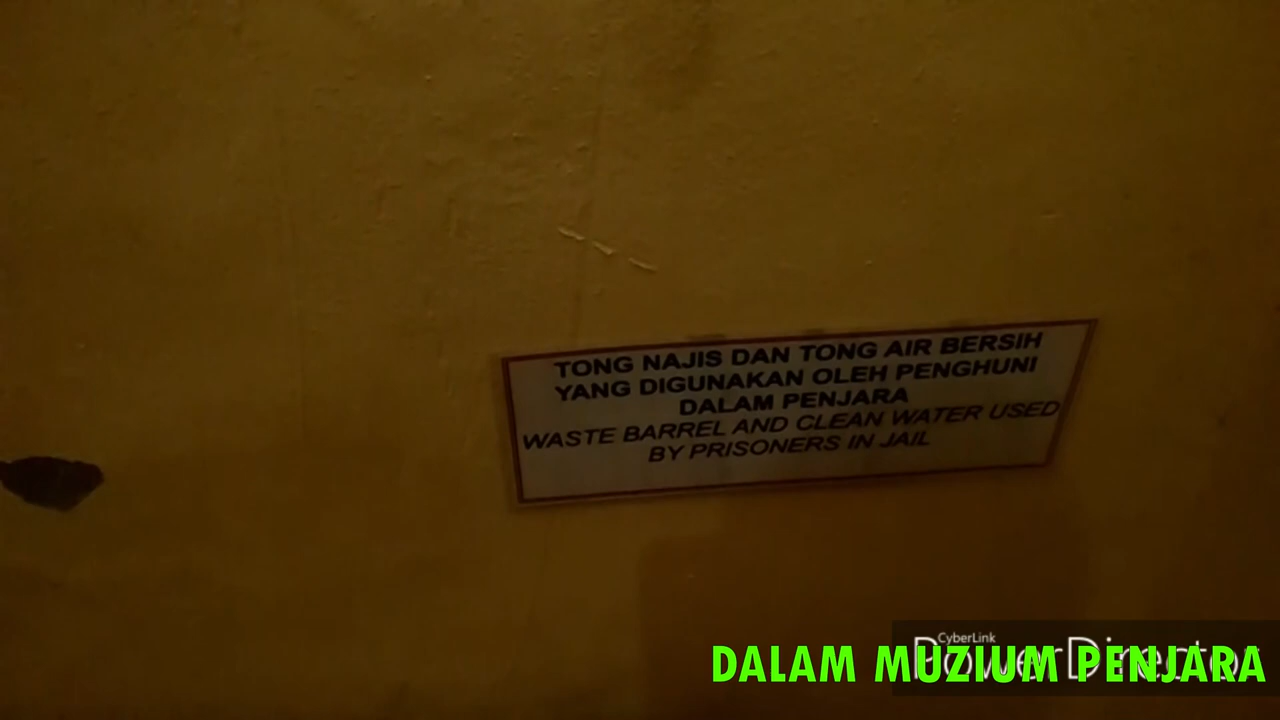 TONG NAJIS DAN TONG AIR BERSIH
YANG DIGUNAKAN OLEH PENGHUNI
DALAM PENJARA
WASTE BARREL AND CLEAN WATER USED
BY PRISONERS IN JAIL
CyberLink
PowerDirector
DALAM MUZIUM PENJARA